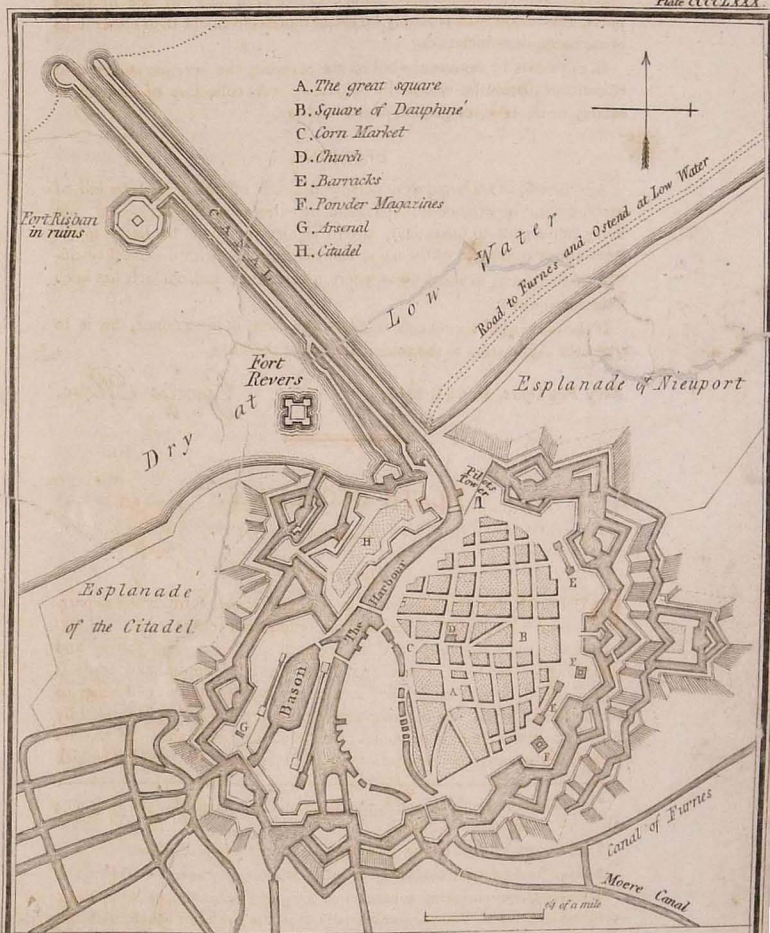 Plate CCCCLXXX.
A. The great square
B. Square of Dauphiné
C. Corn Market
D. Church
E. Barracks
F. Powder Magazines
G. Arsenal
H. Citadel
Fort Risban
in ruins
CANAL
Low Water
Road to Furnes and Ostend at Low Water
Fort
Revers
Esplanade of Nieuport
Dry at
Pilots
Tower
H
The Harbour
E
Esplanade
of the Citadel
D
B
C
F
A
Bason
E
G
F
Canal of Furnes
Moere Canal
1/4 of a mile